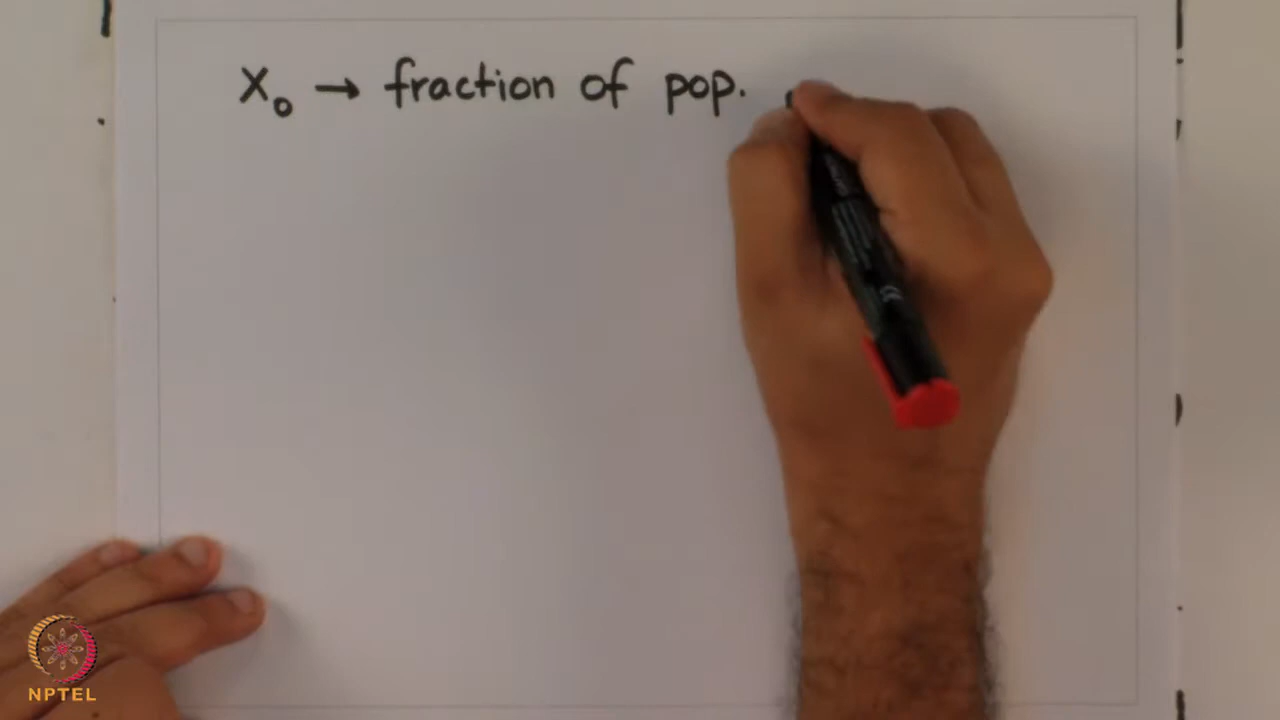 X₀ → fraction of pop.
NPTEL